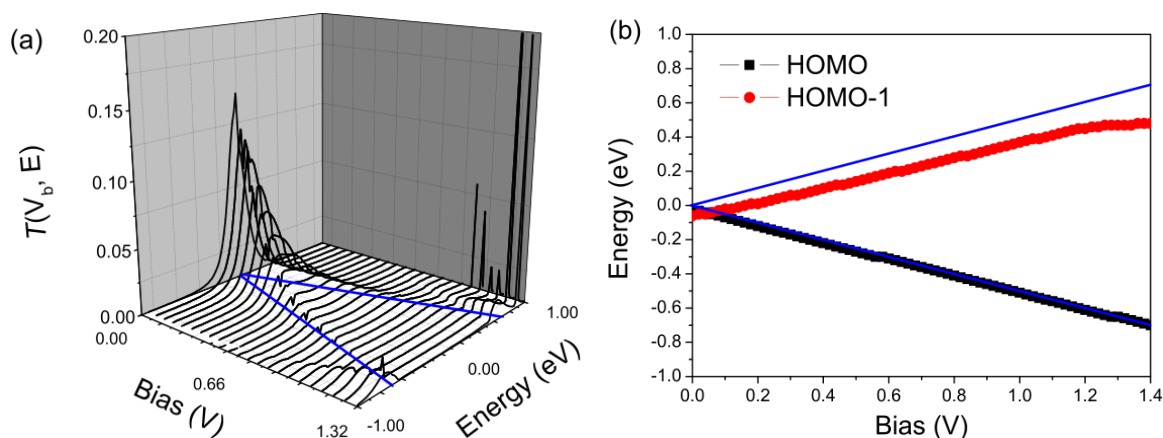 (a)
0.20
0.15
0.10
0.05
0.00
T(V_b, E)
0.00
0.66
1.32
Bias (V)
-1.00
0.00
1.00
Energy (eV)
(b)
HOMO
HOMO-1
1.0
0.8
0.6
0.4
0.2
0.0
-0.2
-0.4
-0.6
-0.8
-1.0
Energy (eV)
0.0 0.2 0.4 0.6 0.8 1.0 1.2 1.4
Bias (V)